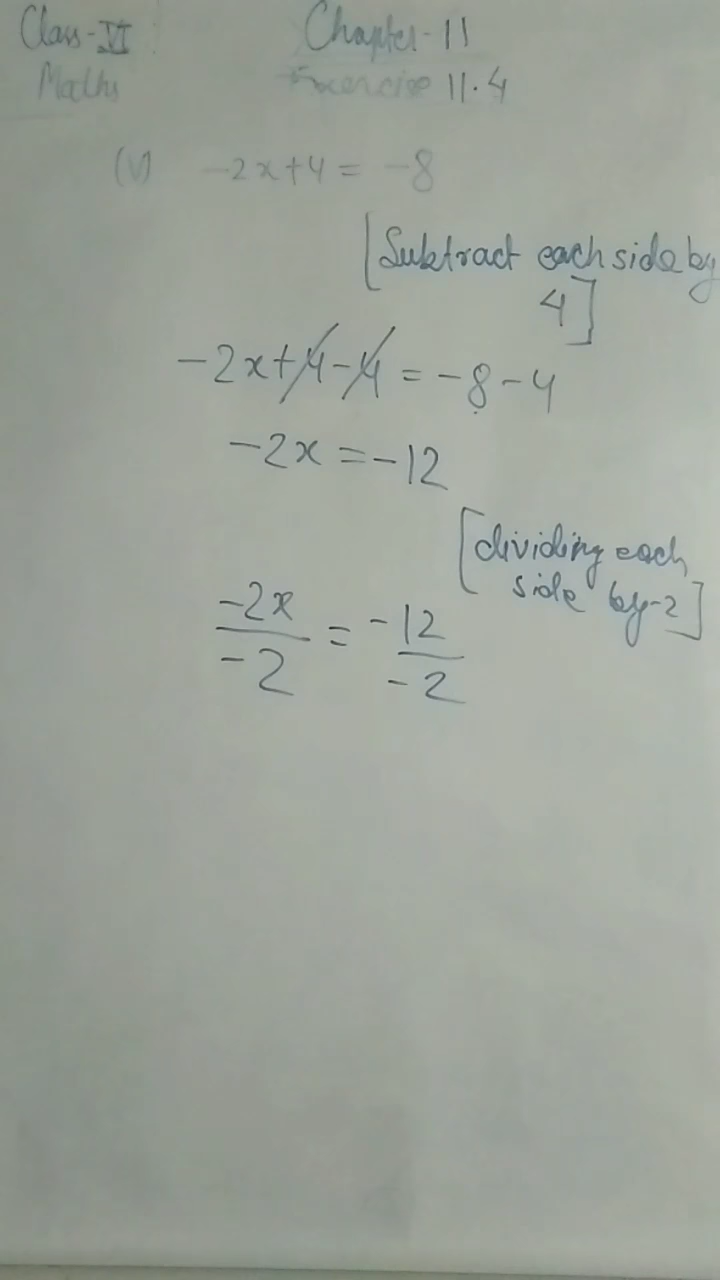 Class-VI Chapter-11
Maths Exercise 11.4
(v) -2x+4= -8
[Subtract each side by
4]
-2x+4-4 = -8-4
-2x = -12
[dividing each
side by-2]
-2x/-2 = -12/-2